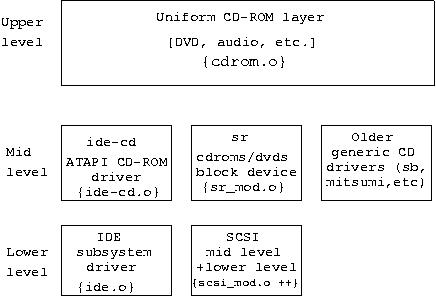 Upper
level
Uniform CD-ROM layer
[DVD, audio, etc.]
{cdrom.o}
Mid
level
ide-cd
ATAPI CD-ROM
driver
{ide-cd.o}
sr
cdroms/dvds
block device
{sr_mod.o}
Older
generic CD
drivers (sb,
mitsumi,etc)
Lower
level
IDE
subsystem
driver
{ide.o}
SCSI
mid level
+lower level
{scsi_mod.o ++}